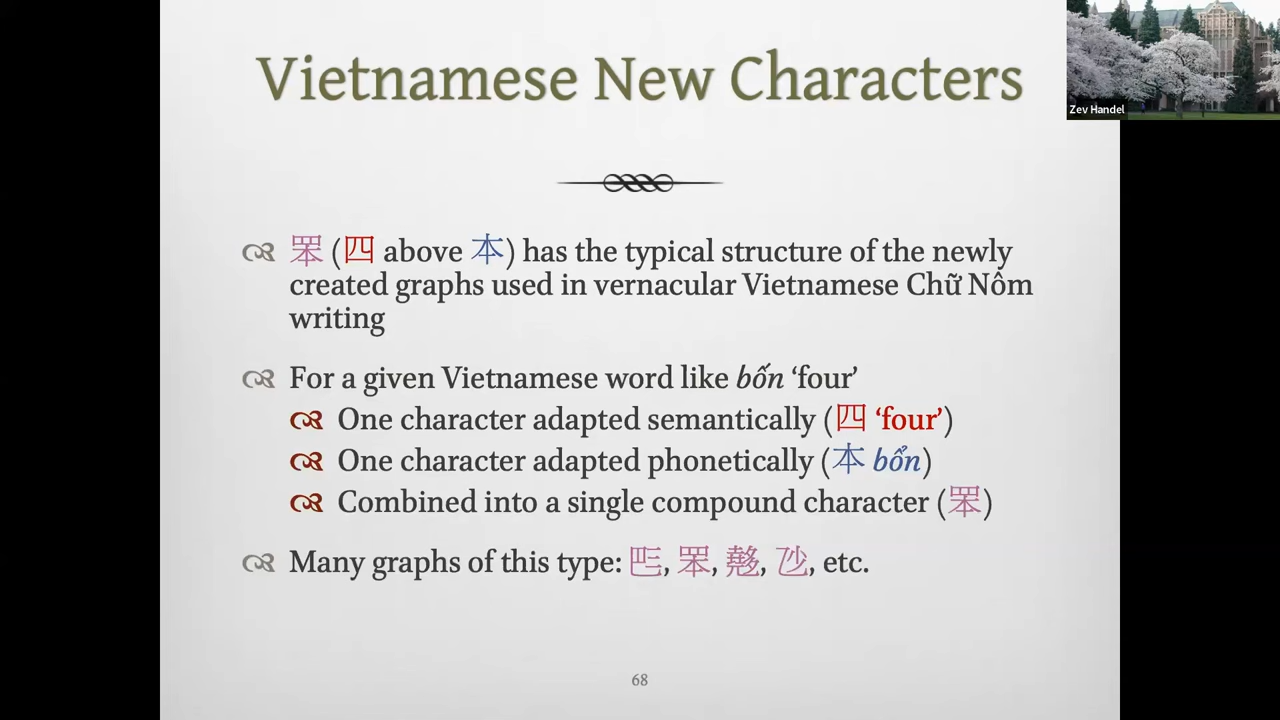 Vietnamese New Characters
Zev Handel
𦊚 (四 above 本) has the typical structure of the newly
created graphs used in vernacular Vietnamese Chữ Nôm
writing
For a given Vietnamese word like bốn ‘four’
One character adapted semantically (四 ‘four’)
One character adapted phonetically (本 bổn)
Combined into a single compound character (𦊚)
Many graphs of this type: 𦊚, 𠃣, etc.
68